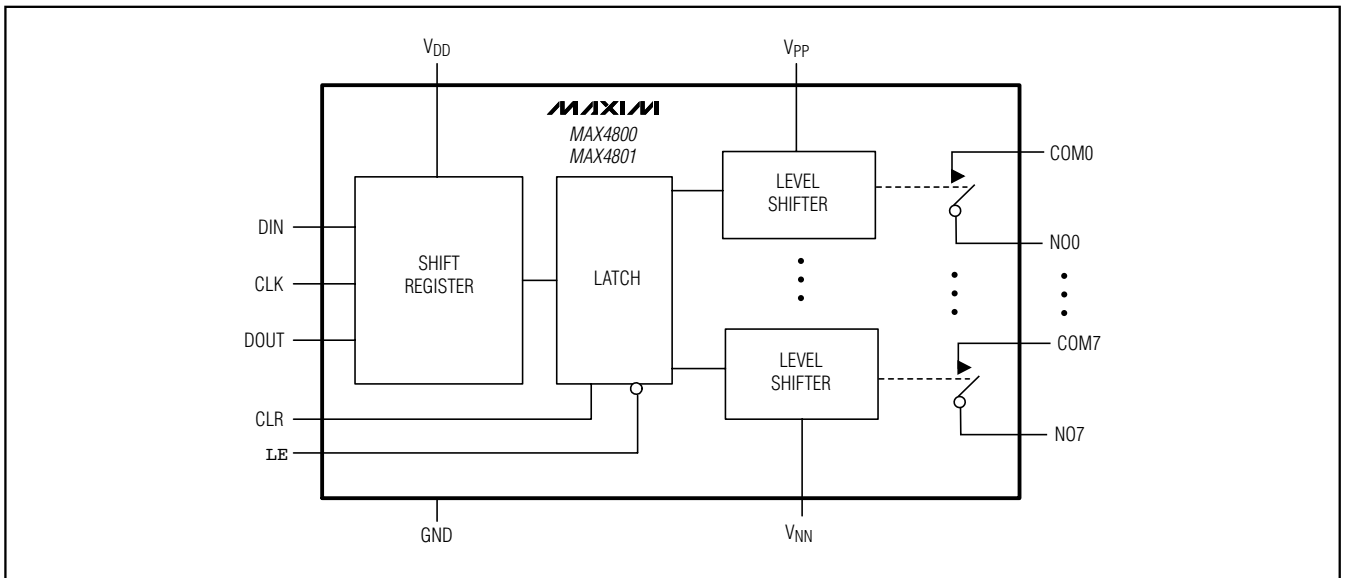 VDD
VPP
MAXIM
MAX4800
MAX4801
COM0
LEVEL
SHIFTER
DIN
NO0
SHIFT
REGISTER
LATCH
CLK
DOUT
COM7
LEVEL
SHIFTER
CLR
NO7
LE
GND
VNN